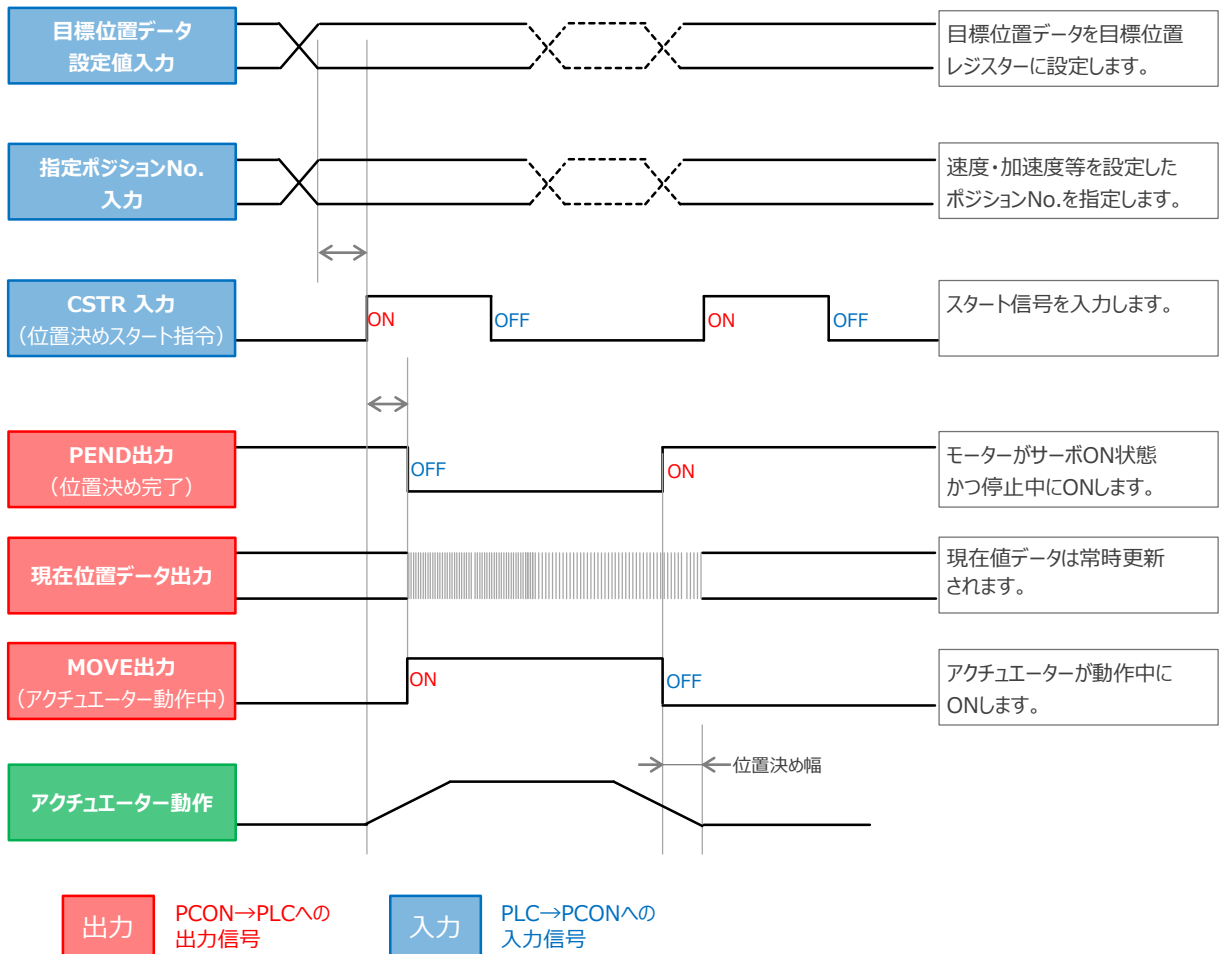 目標位置データ
設定値入力
目標位置データを目標位置
レジスターに設定します。
指定ポジションNo.
入力
速度・加速度等を設定した
ポジションNo.を指定します。
CSTR 入力
（位置決めスタート指令）
ON
OFF
ON
OFF
スタート信号を入力します。
PEND出力
（位置決め完了）
OFF
ON
モーターがサーボON状態
かつ停止中にONします。
現在位置データ出力
現在値データは常時更新
されます。
MOVE出力
（アクチュエーター動作中）
ON
OFF
アクチュエーターが動作中に
ONします。
位置決め幅
アクチュエーター動作
出力
PCON→PLCへの
出力信号
入力
PLC→PCONへの
入力信号